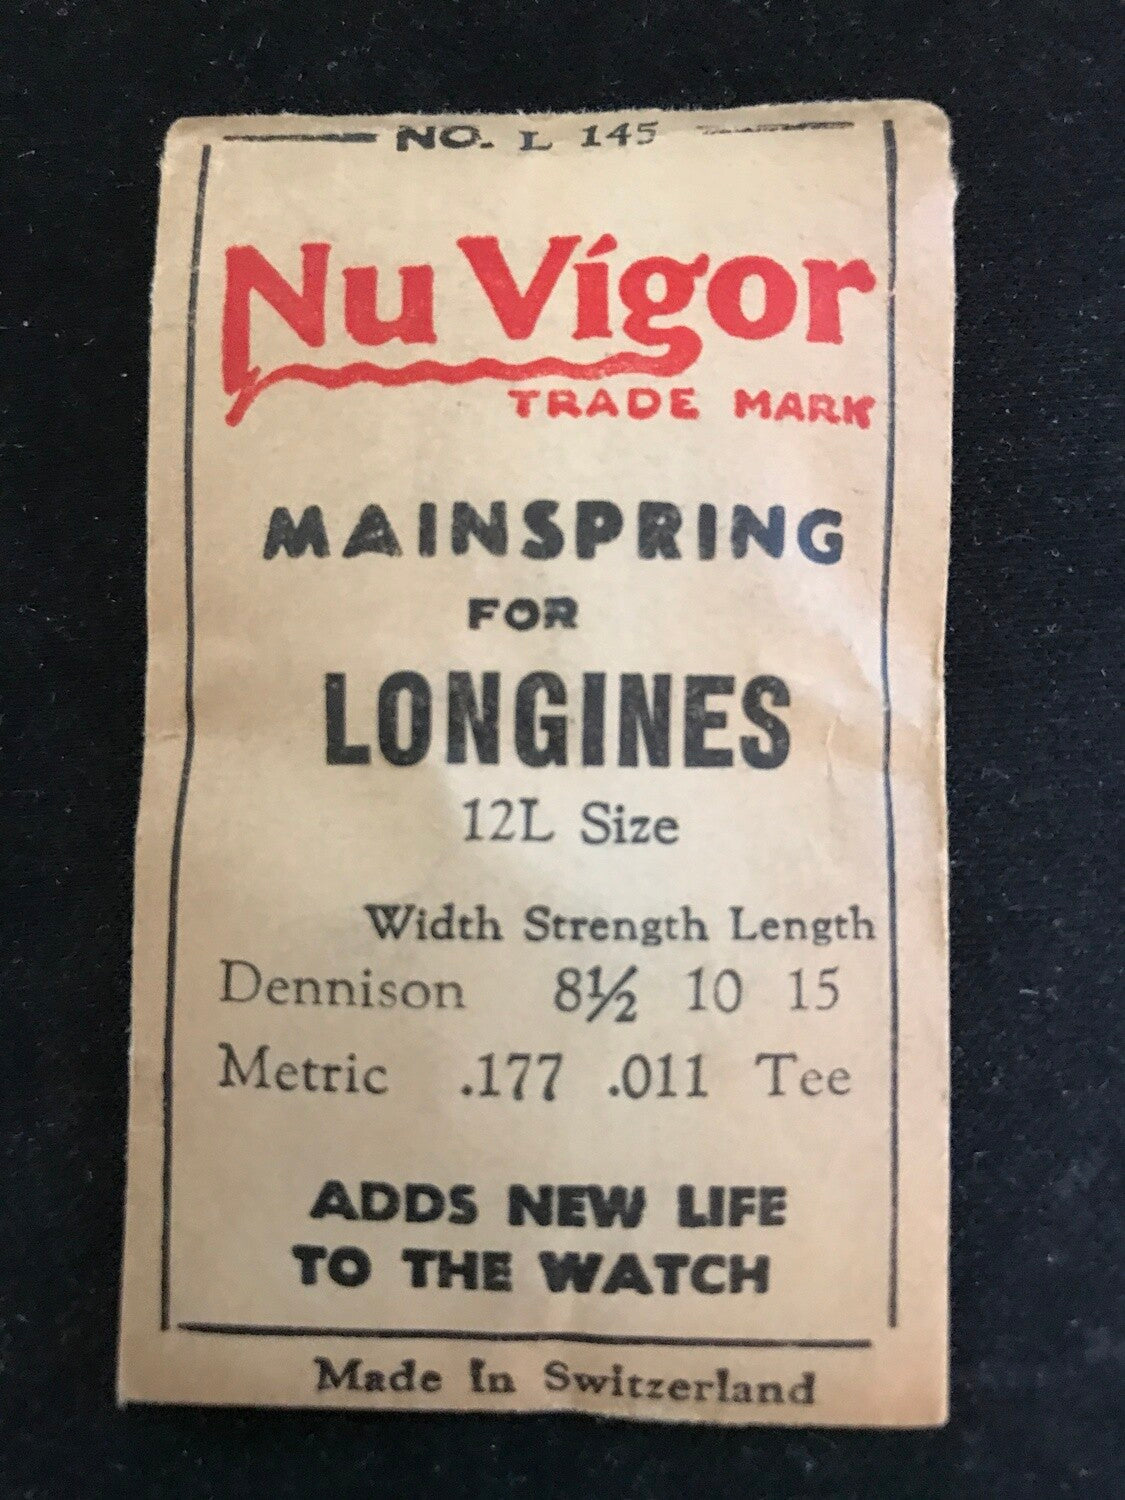 NO. L 145
Nu Vigor
TRADE MARK
MAINSPRING
FOR
LONGINES
12L Size
Width Strength Length
Dennison 8½ 10 15
Metric .177 .011 Tee
ADDS NEW LIFE
TO THE WATCH
Made In Switzerland